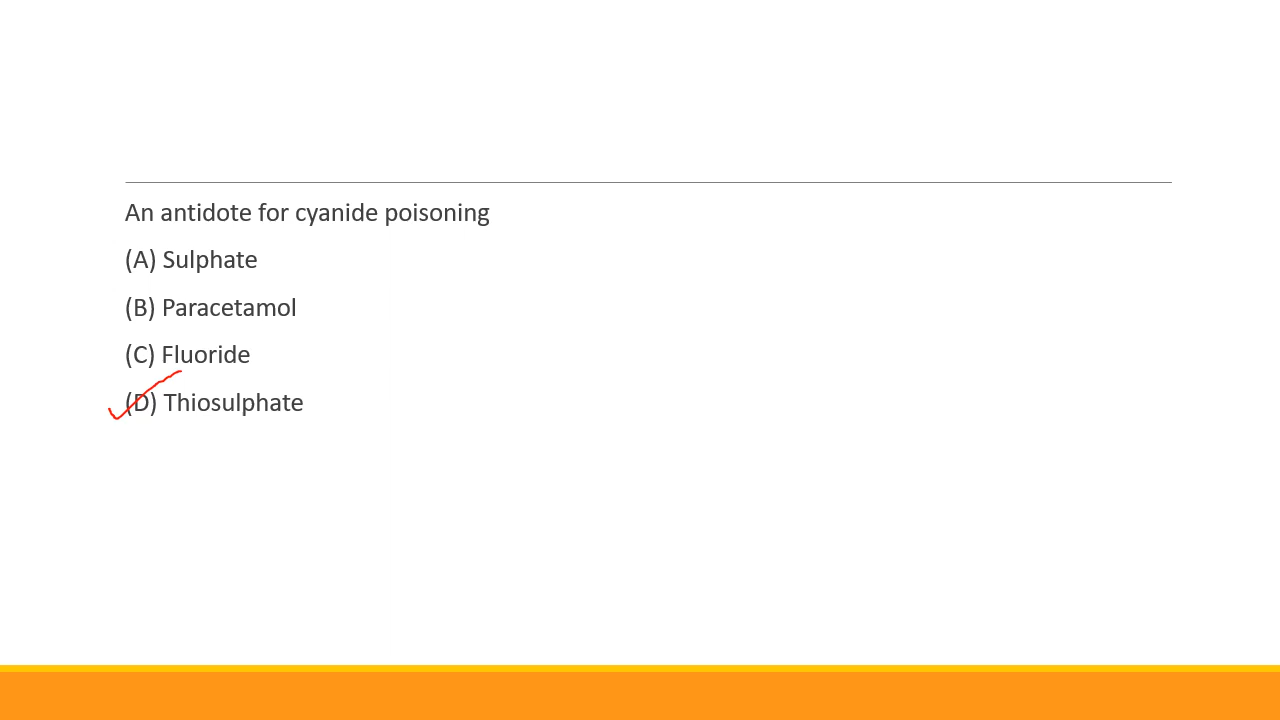 An antidote for cyanide poisoning
(A) Sulphate
(B) Paracetamol
(C) Fluoride
(D) Thiosulphate